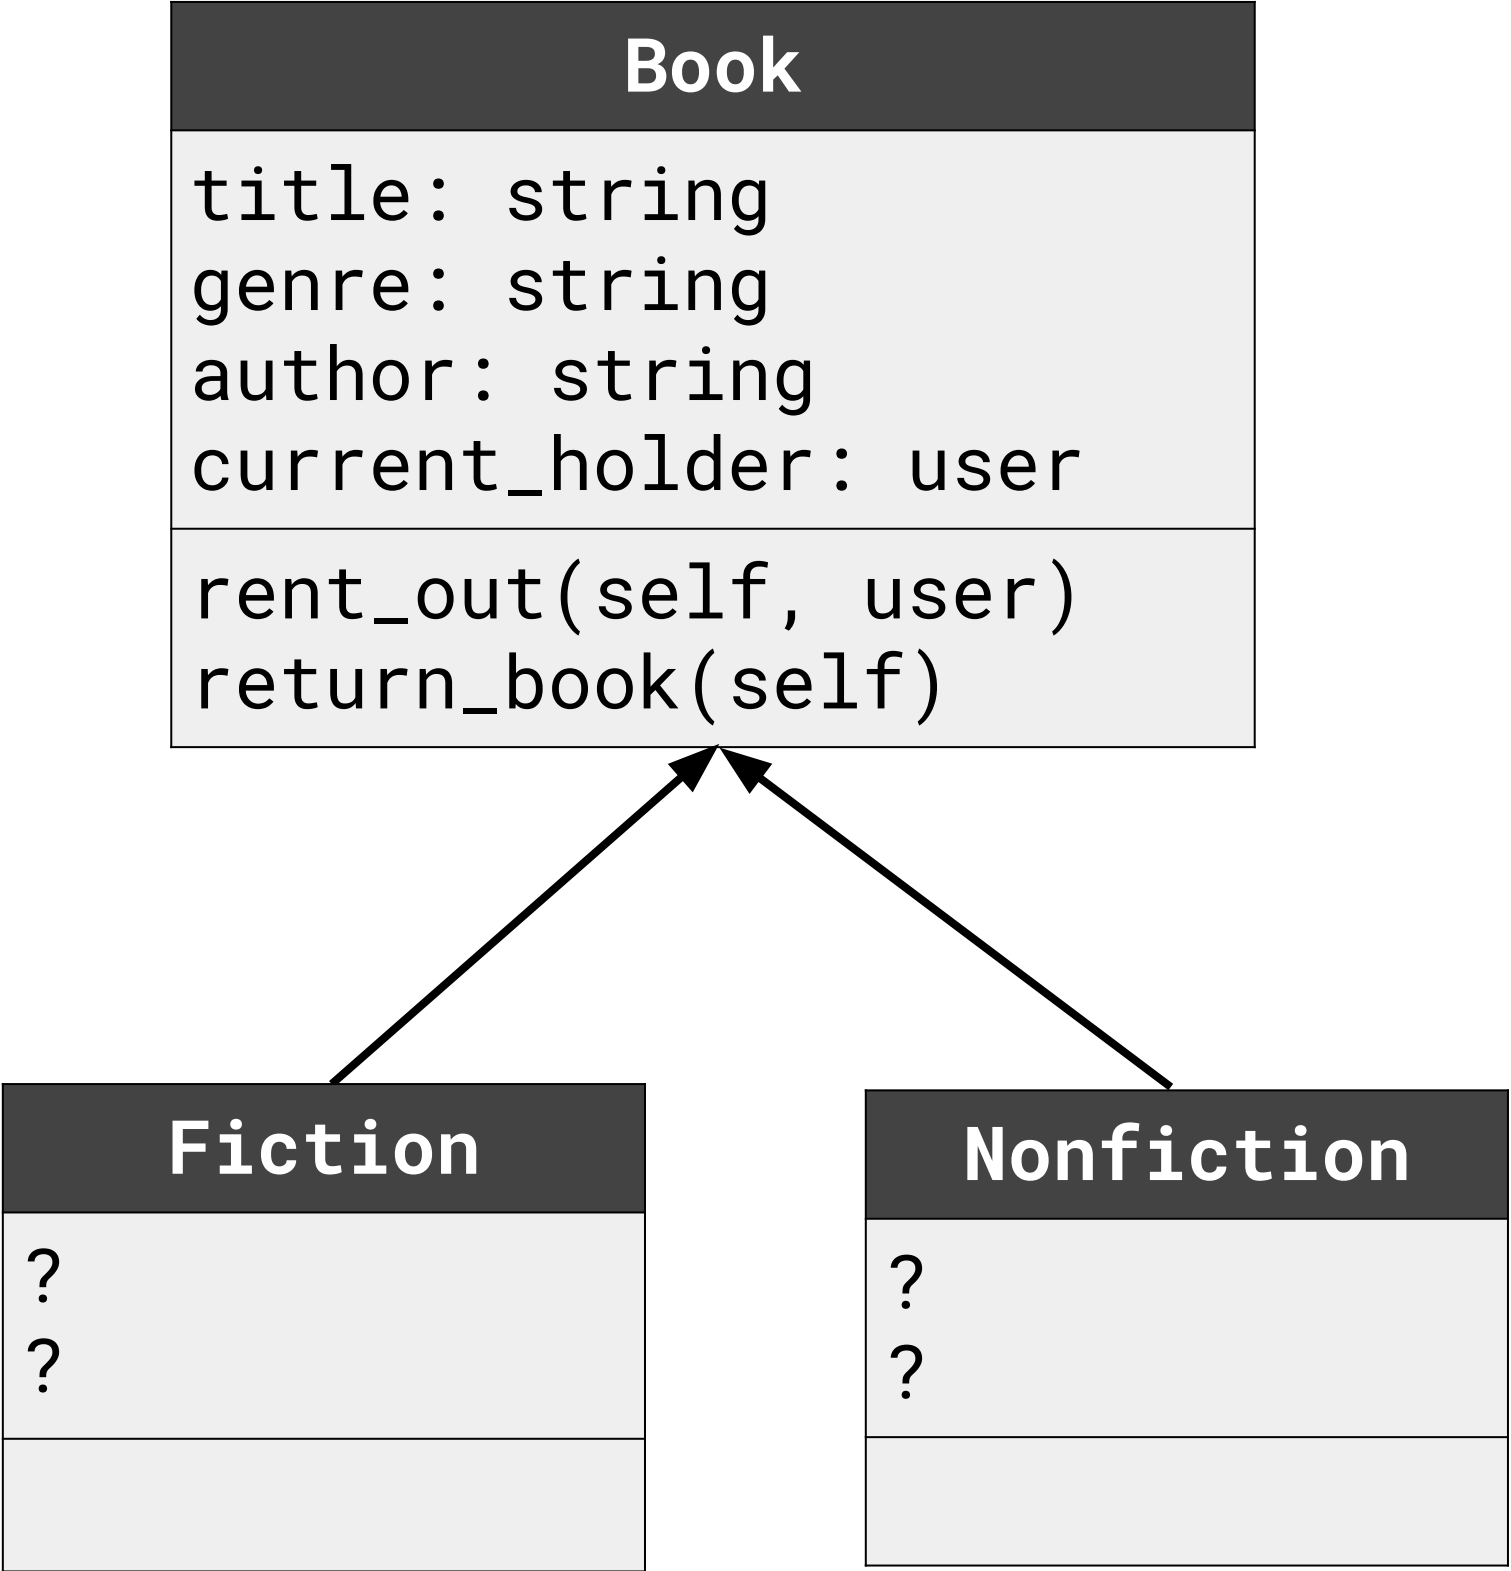 Book
title: string
genre: string
author: string
current_holder: user
rent_out(self, user)
return_book(self)
Fiction
?
?
Nonfiction
?
?